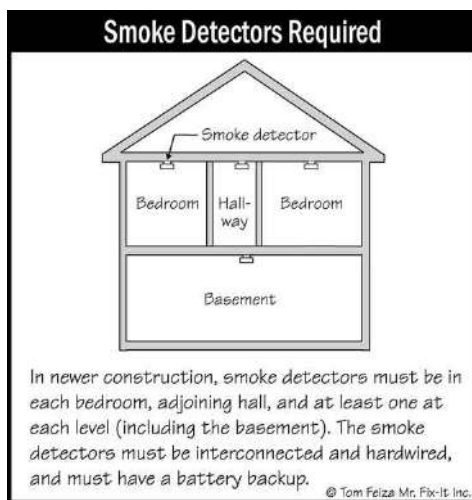 Smoke Detectors Required
Smoke detector
Bedroom
Hall-
way
Bedroom
Basement
In newer construction, smoke detectors must be in
each bedroom, adjoining hall, and at least one at
each level (including the basement). The smoke
detectors must be interconnected and hardwired,
and must have a battery backup.
© Tom Feiza Mr. Fix-It Inc.